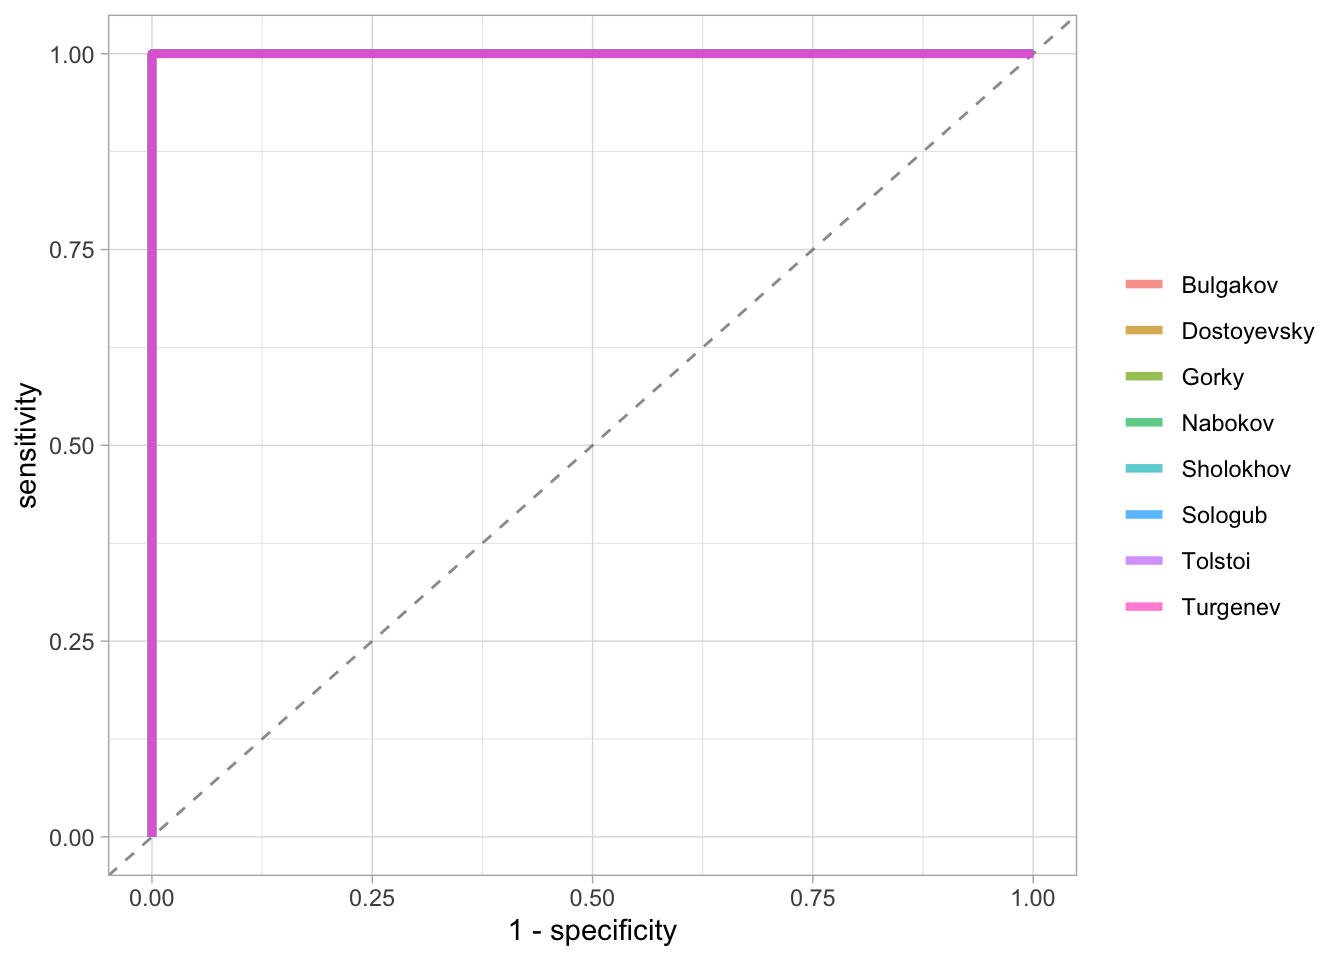 1.00
0.75
0.50
0.25
0.00
sensitivity
0.00 0.25 0.50 0.75 1.00
1 - specificity
Bulgakov
Dostoyevsky
Gorky
Nabokov
Sholokhov
Sologub
Tolstoi
Turgenev